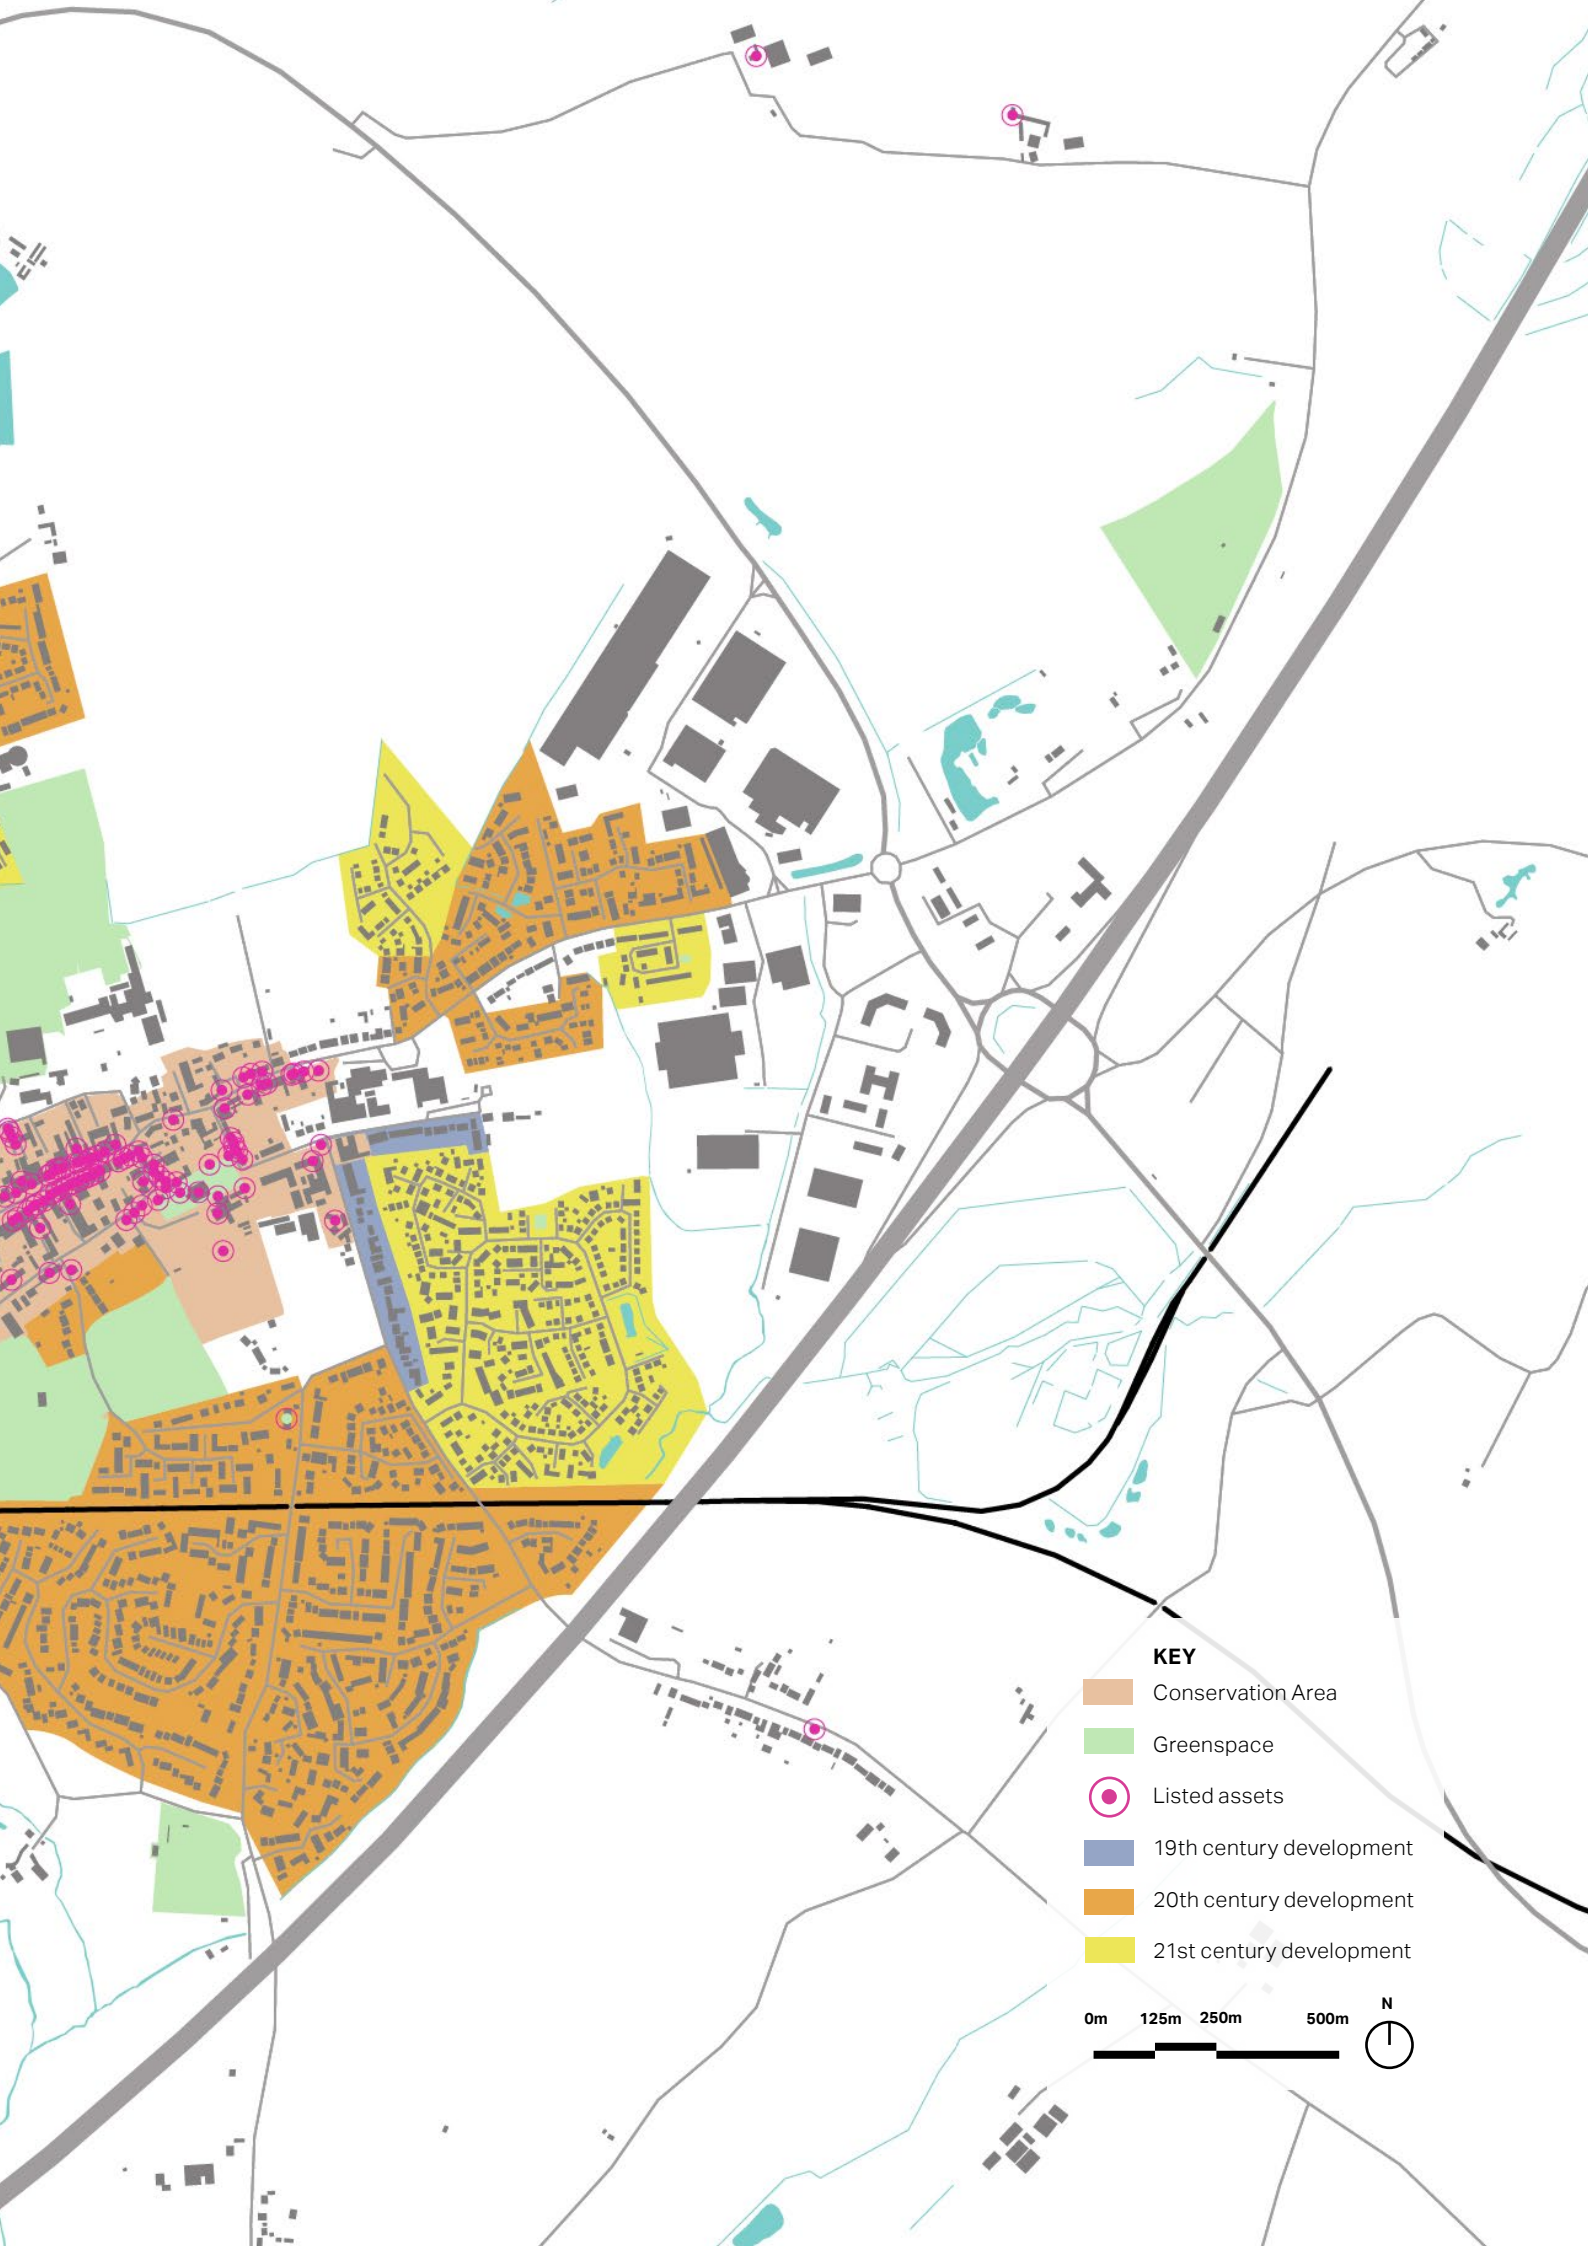 KEY
Conservation Area
Greenspace
Listed assets
19th century development
20th century development
21st century development
0m 125m 250m 500m N